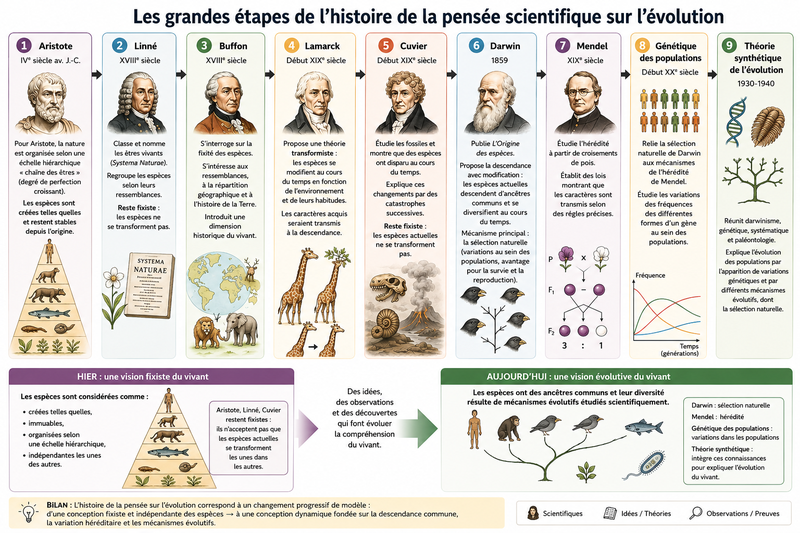 Les grandes étapes de l'histoire de la pensée scientifique sur l'évolution
1 Aristote
IVe siècle av. J.-C.
Pour Aristote, la nature
est organisée selon une
échelle hiérarchique
« chaîne des êtres »
(degré de perfection
croissant).
Les espèces sont
créées telles quelles
et restent stables
depuis l'origine.
2 Linné
XVIIIe siècle
Classe et nomme
les êtres vivants
(Systema Naturae).
Regroupe les espèces
selon leurs
ressemblances.
Reste fixiste :
les espèces ne
se transforment pas.
SYSTEMA
NATURAE
3 Buffon
XVIIIe siècle
S'interroge sur la
fixité des espèces.
S'intéresse aux
ressemblances,
à la répartition
géographique et à
l'histoire de la Terre.
Introduit une
dimension
historique du vivant.
4 Lamarck
Début XIXe siècle
Propose une théorie
transformiste :
les espèces se
modifient au cours du
temps en fonction de
l'environnement et de
leurs habitudes.
Les caractères acquis
seraient transmis
à la descendance.
5 Cuvier
Début XIXe siècle
Étudie les fossiles et
montre que des espèces
ont disparu au cours
du temps.
Explique ces
changements par des
catastrophes
successives.
Reste fixiste :
les espèces actuelles
ne se transforment
pas.
6 Darwin
1859
Publie L'Origine
des espèces.
Propose la descendance
avec modification : les
espèces actuelles
descendent d'ancêtres
communs et se
diversifient au cours
du temps.
Mécanisme principal :
la sélection naturelle
(variations au sein des
populations, avantage
pour la survie et la
reproduction).
7 Mendel
XIXe siècle
Étudie l'hérédité
à partir de croisements
de pois.
Établit des lois
montrant que
les caractères sont
transmis selon des
règles précises.
P x
F1
F2
3 : 1
8 Génétique
des populations
Début XXe siècle
Relie la sélection
naturelle de Darwin
aux mécanismes
de l'hérédité
de Mendel.
Étudie les variations
des fréquences
des différentes
formes d'un gène
au sein des
populations.
Fréquence
Temps
(générations)
9 Théorie
synthétique
de l'évolution
1930-1940
Réunit darwinisme,
génétique, systématique
et paléontologie.
Explique l'évolution
des populations par
l'apparition de variations
génétiques et par
différents mécanismes
évolutifs, dont
la sélection naturelle.
HIER : une vision fixiste du vivant
Les espèces sont considérées comme :
• créées telles quelles,
• immuables,
• organisées selon
une échelle hiérarchique,
• indépendantes les unes
des autres.
Aristote, Linné, Cuvier
restent fixistes :
ils n'acceptent pas que
les espèces actuelles
se transforment
les unes dans
les autres.
Des idées,
des observations
et des découvertes
qui font évoluer
la compréhension
du vivant.
AUJOURD'HUI : une vision évolutive du vivant
Les espèces ont des ancêtres communs et leur diversité
résulte de mécanismes évolutifs étudiés scientifiquement.
Darwin : sélection naturelle
Mendel : hérédité
Génétique des populations :
variations dans les populations
Théorie synthétique :
intègre ces connaissances
pour expliquer l'évolution
du vivant.
BILAN : L'histoire de la pensée sur l'évolution correspond à un changement progressif de modèle :
d'une conception fixiste et indépendante des espèces → à une conception dynamique fondée sur la descendance commune,
la variation héréditaire et les mécanismes évolutifs.
Scientifiques
Idées / Théories
Observations / Preuves